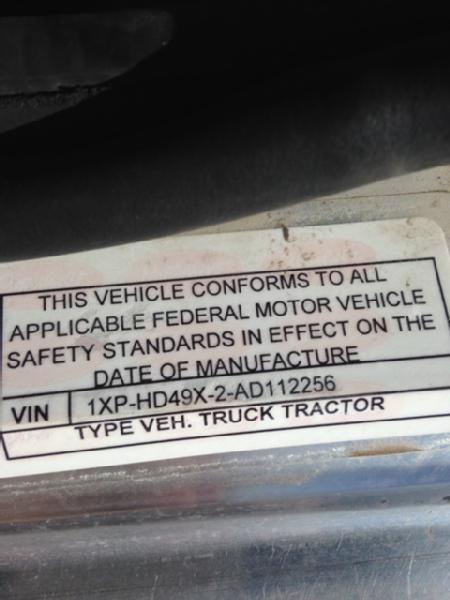 THIS VEHICLE CONFORMS TO ALL
APPLICABLE FEDERAL MOTOR VEHICLE
SAFETY STANDARDS IN EFFECT ON THE
DATE OF MANUFACTURE
VIN 1XP-HD49X-2-AD112256
TYPE VEH. TRUCK TRACTOR